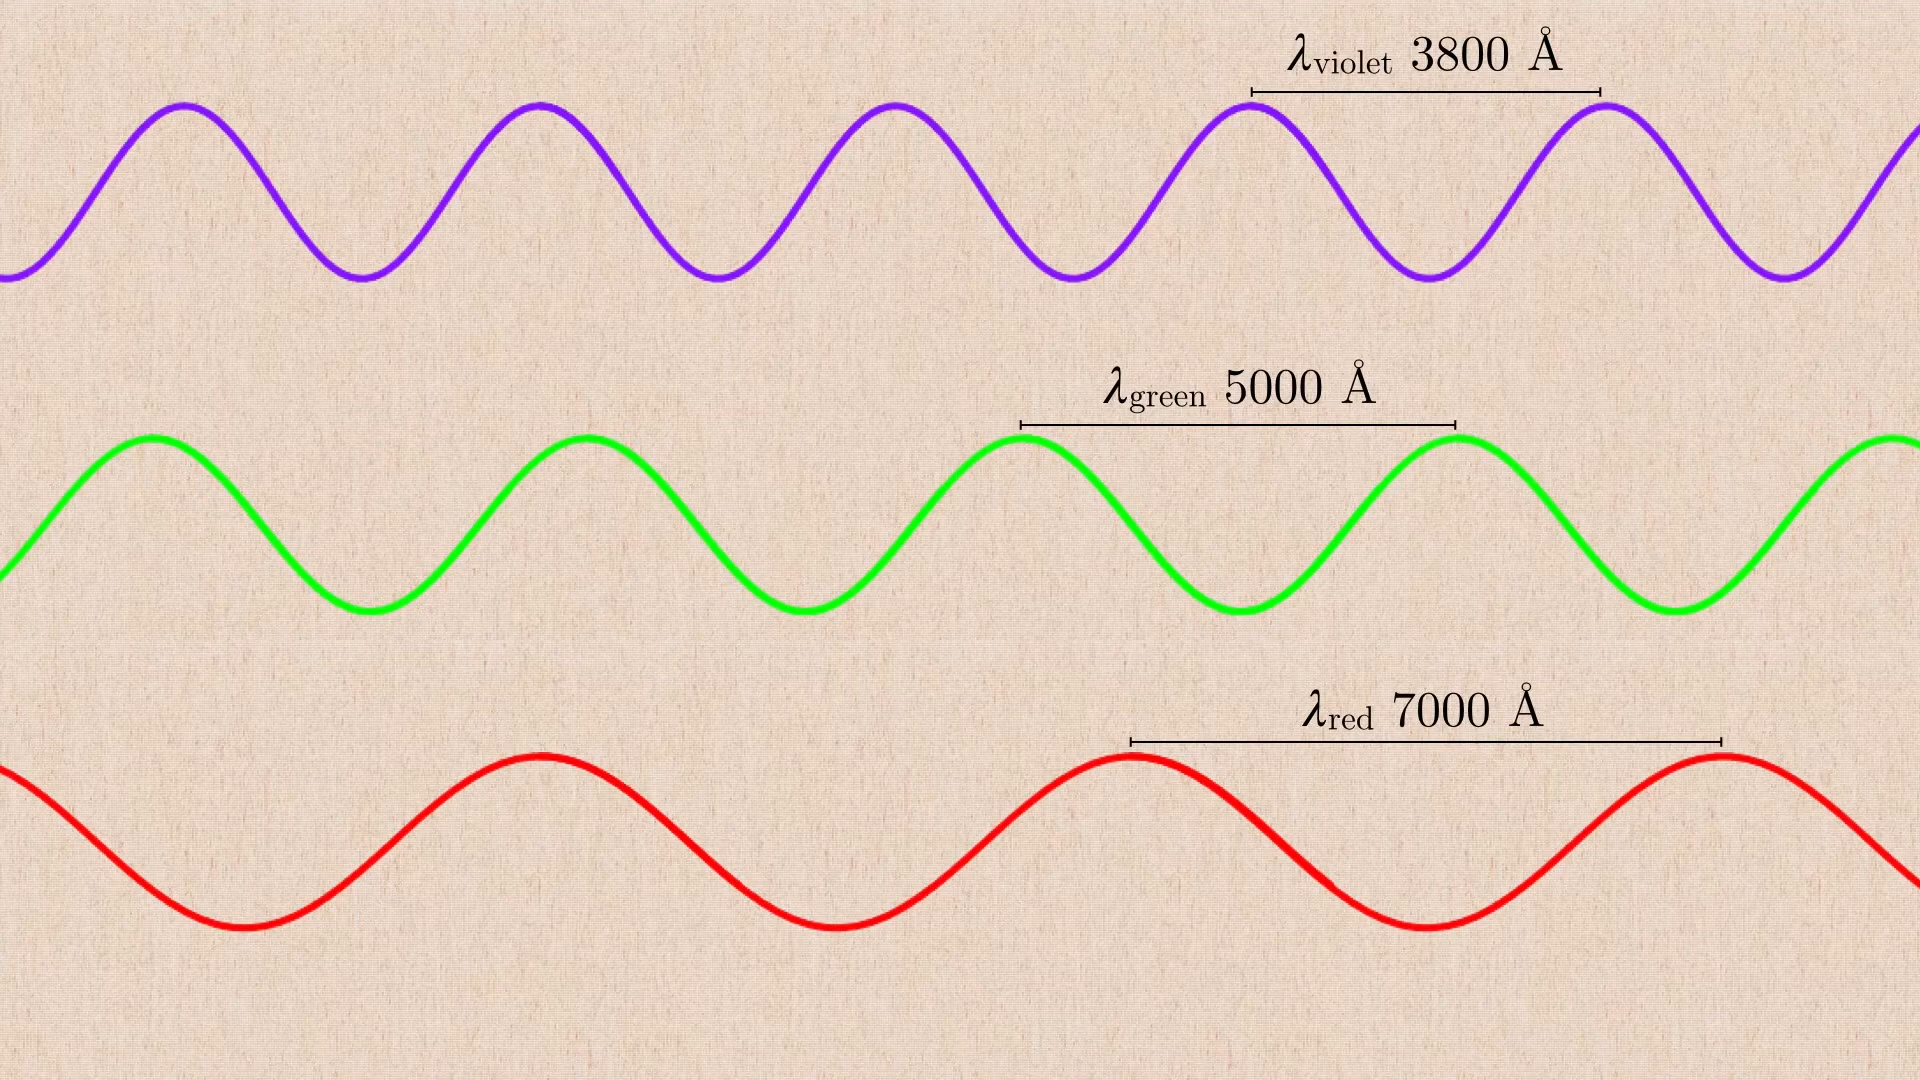 λviolet 3800 Å
λgreen 5000 Å
λred 7000 Å